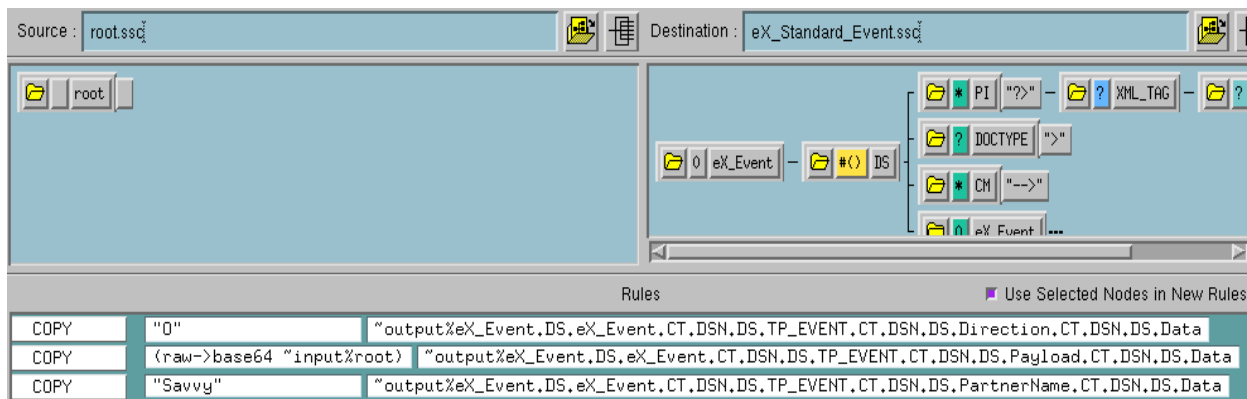 Source : root.ssc Destination : eX_Standard_Event.ssc
root
* PI "?>" ? XML_TAG ?
? DOCTYPE ">"
0 eX_Event #() DS
* CM "-->"
0 eX_Event
Rules Use Selected Nodes in New Rules
COPY "O" ~output%eX_Event.DS.eX_Event.CT.DSN.DS.TP_EVENT.CT.DSN.DS.Direction.CT.DSN.DS.Data
COPY (raw->base64 ~input%root) ~output%eX_Event.DS.eX_Event.CT.DSN.DS.TP_EVENT.CT.DSN.DS.Payload.CT.DSN.DS.Data
COPY "Savvy" ~output%eX_Event.DS.eX_Event.CT.DSN.DS.TP_EVENT.CT.DSN.DS.PartnerName.CT.DSN.DS.Data